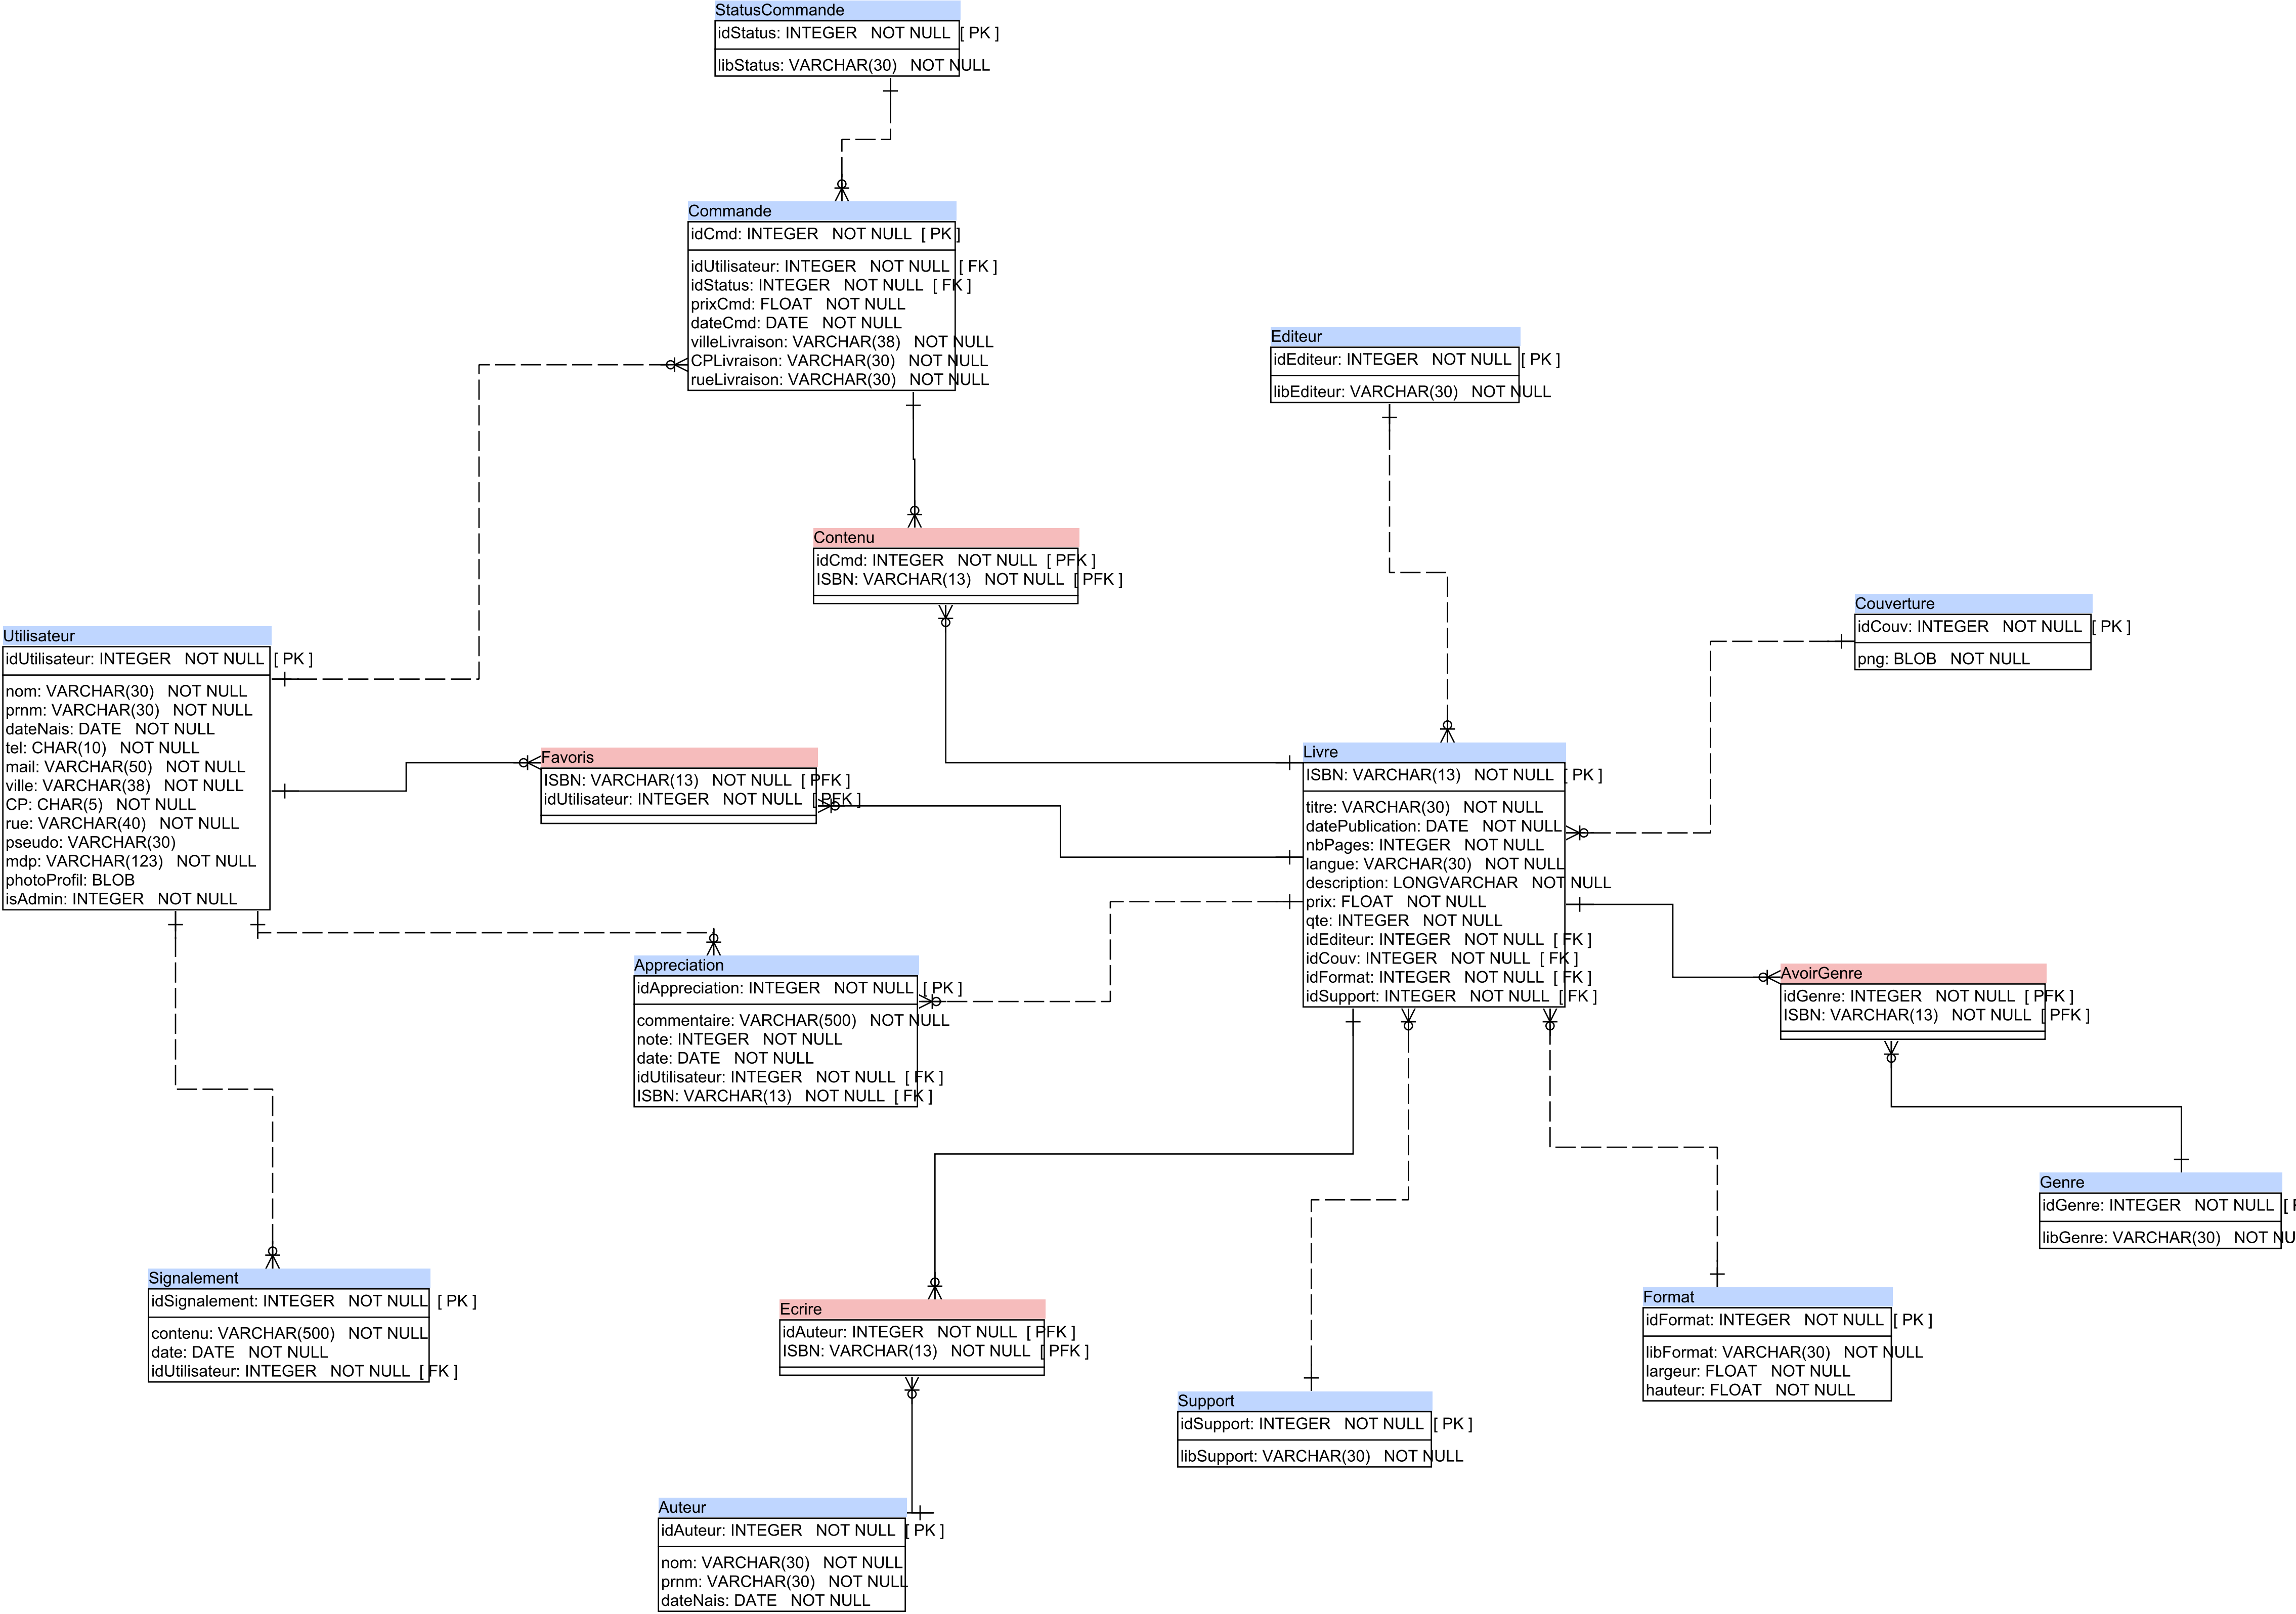 StatusCommande
idStatus: INTEGER NOT NULL [ PK ]
libStatus: VARCHAR(30) NOT NULL
Commande
idCmd: INTEGER NOT NULL [ PK ]
idUtilisateur: INTEGER NOT NULL [ FK ]
idStatus: INTEGER NOT NULL [ FK ]
prixCmd: FLOAT NOT NULL
dateCmd: DATE NOT NULL
villeLivraison: VARCHAR(38) NOT NULL
CPLivraison: VARCHAR(30) NOT NULL
rueLivraison: VARCHAR(30) NOT NULL
Editeur
idEditeur: INTEGER NOT NULL [ PK ]
libEditeur: VARCHAR(30) NOT NULL
Contenu
idCmd: INTEGER NOT NULL [ PFK ]
ISBN: VARCHAR(13) NOT NULL [ PFK ]
Couverture
idCouv: INTEGER NOT NULL [ PK ]
png: BLOB NOT NULL
Utilisateur
idUtilisateur: INTEGER NOT NULL [ PK ]
nom: VARCHAR(30) NOT NULL
prnm: VARCHAR(30) NOT NULL
dateNais: DATE NOT NULL
tel: CHAR(10) NOT NULL
mail: VARCHAR(50) NOT NULL
ville: VARCHAR(38) NOT NULL
CP: CHAR(5) NOT NULL
rue: VARCHAR(40) NOT NULL
pseudo: VARCHAR(30)
mdp: VARCHAR(123) NOT NULL
photoProfil: BLOB
isAdmin: INTEGER NOT NULL
Favoris
ISBN: VARCHAR(13) NOT NULL [ PFK ]
idUtilisateur: INTEGER NOT NULL [ PFK ]
Livre
ISBN: VARCHAR(13) NOT NULL [ PK ]
titre: VARCHAR(30) NOT NULL
datePublication: DATE NOT NULL
nbPages: INTEGER NOT NULL
langue: VARCHAR(30) NOT NULL
description: LONGVARCHAR NOT NULL
prix: FLOAT NOT NULL
qte: INTEGER NOT NULL
idEditeur: INTEGER NOT NULL [ FK ]
idCouv: INTEGER NOT NULL [ FK ]
idFormat: INTEGER NOT NULL [ FK ]
idSupport: INTEGER NOT NULL [ FK ]
Appreciation
idAppreciation: INTEGER NOT NULL [ PK ]
commentaire: VARCHAR(500) NOT NULL
note: INTEGER NOT NULL
date: DATE NOT NULL
idUtilisateur: INTEGER NOT NULL [ FK ]
ISBN: VARCHAR(13) NOT NULL [ FK ]
AvoirGenre
idGenre: INTEGER NOT NULL [ PFK ]
ISBN: VARCHAR(13) NOT NULL [ PFK ]
Genre
idGenre: INTEGER NOT NULL [
libGenre: VARCHAR(30) NOT
Signalement
idSignalement: INTEGER NOT NULL [ PK ]
contenu: VARCHAR(500) NOT NULL
date: DATE NOT NULL
idUtilisateur: INTEGER NOT NULL [ FK ]
Ecrire
idAuteur: INTEGER NOT NULL [ PFK ]
ISBN: VARCHAR(13) NOT NULL [ PFK ]
Format
idFormat: INTEGER NOT NULL [ PK ]
libFormat: VARCHAR(30) NOT NULL
largeur: FLOAT NOT NULL
hauteur: FLOAT NOT NULL
Support
idSupport: INTEGER NOT NULL [ PK ]
libSupport: VARCHAR(30) NOT NULL
Auteur
idAuteur: INTEGER NOT NULL [ PK ]
nom: VARCHAR(30) NOT NULL
prnm: VARCHAR(30) NOT NULL
dateNais: DATE NOT NULL